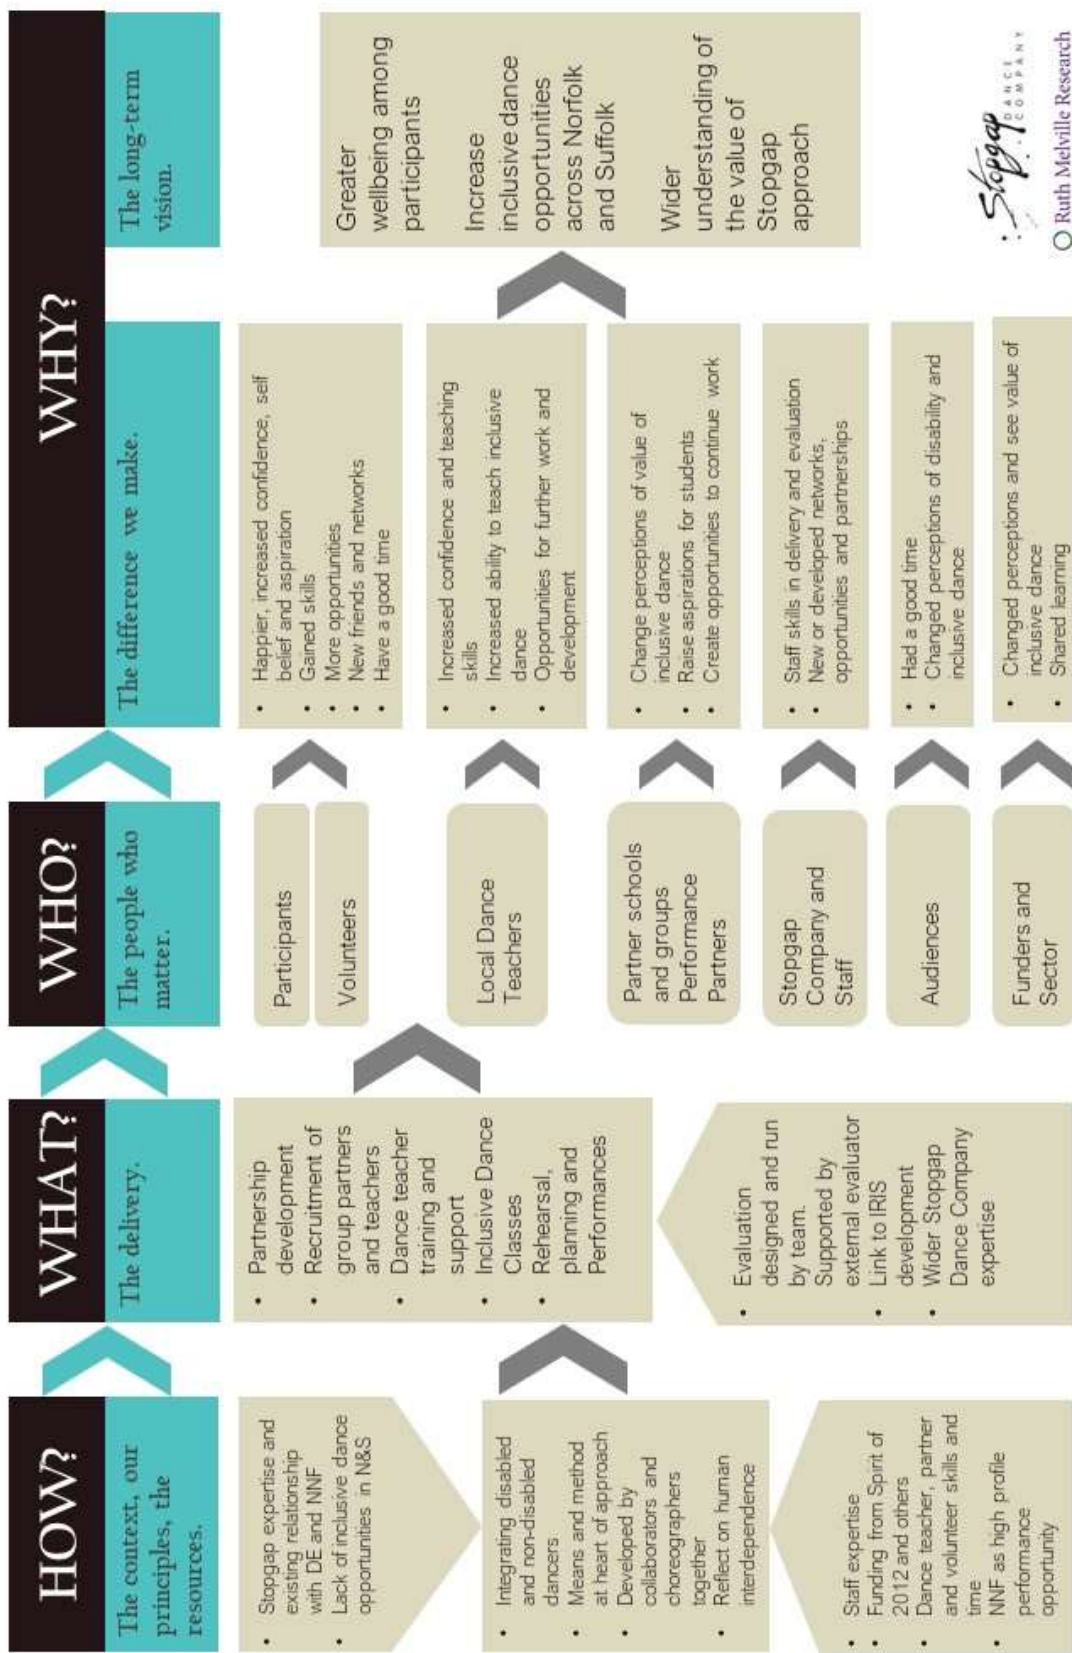 HOW?
The context, our
principles, the
resources.
• Stopgap expertise and
existing relationship
with DE and NNF
• Lack of inclusive dance
opportunities in N&S
• Integrating disabled
and non-disabled
dancers
• Means and method
at heart of approach
• Developed by
collaborators and
choreographers
together
• Reflect on human
interdependence
• Staff expertise
• Funding from Spirit of
2012 and others
• Dance teacher, partner
and volunteer skills and
time
• NNF as high profile
performance
opportunity
WHAT?
The delivery.
• Partnership
development
• Recruitment of
group partners
and teachers
• Dance teacher
training and
support
• Inclusive Dance
Classes
• Rehearsal,
planning and
Performances
• Evaluation
designed and run
by team.
Supported by
external evaluator
• Link to IRIS
development
• Wider Stopgap
Dance Company
expertise
WHO?
The people who
matter.
Participants
Volunteers
Local Dance
Teachers
Partner schools
and groups
Performance
Partners
Stopgap
Company and
Staff
Audiences
Funders and
Sector
WHY?
The difference we make.
• Happier, increased confidence, self
belief and aspiration
• Gained skills
• More opportunities
• New friends and networks
• Have a good time
• Increased confidence and teaching
skills
• Increased ability to teach inclusive
dance
• Opportunities for further work and
development
• Change perceptions of value of
inclusive dance
• Raise aspirations for students
• Create opportunities to continue work
• Staff skills in delivery and evaluation
• New or developed networks,
opportunities and partnerships
• Had a good time
• Changed perceptions of disability and
inclusive dance
• Changed perceptions and see value of
inclusive dance
• Shared learning
The long-term
vision.
Greater
wellbeing among
participants
Increase
inclusive dance
opportunities
across Norfolk
and Suffolk
Wider
understanding of
the value of
Stopgap
approach
Stopgap
DANCE
COMPANY
Ruth Melville Research